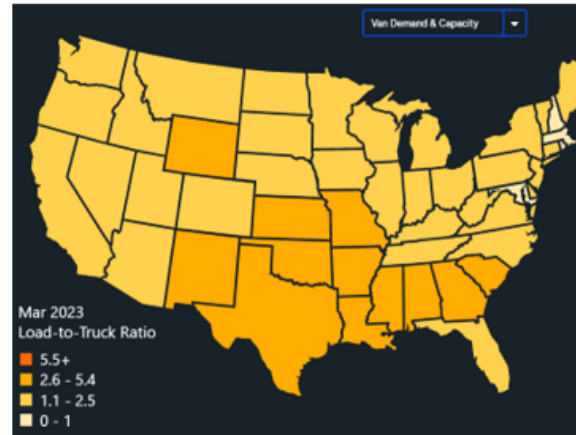 Van Demand & Capacity
Mar 2023
Load-to-Truck Ratio
5.5+
2.6 - 5.4
1.1 - 2.5
0 - 1